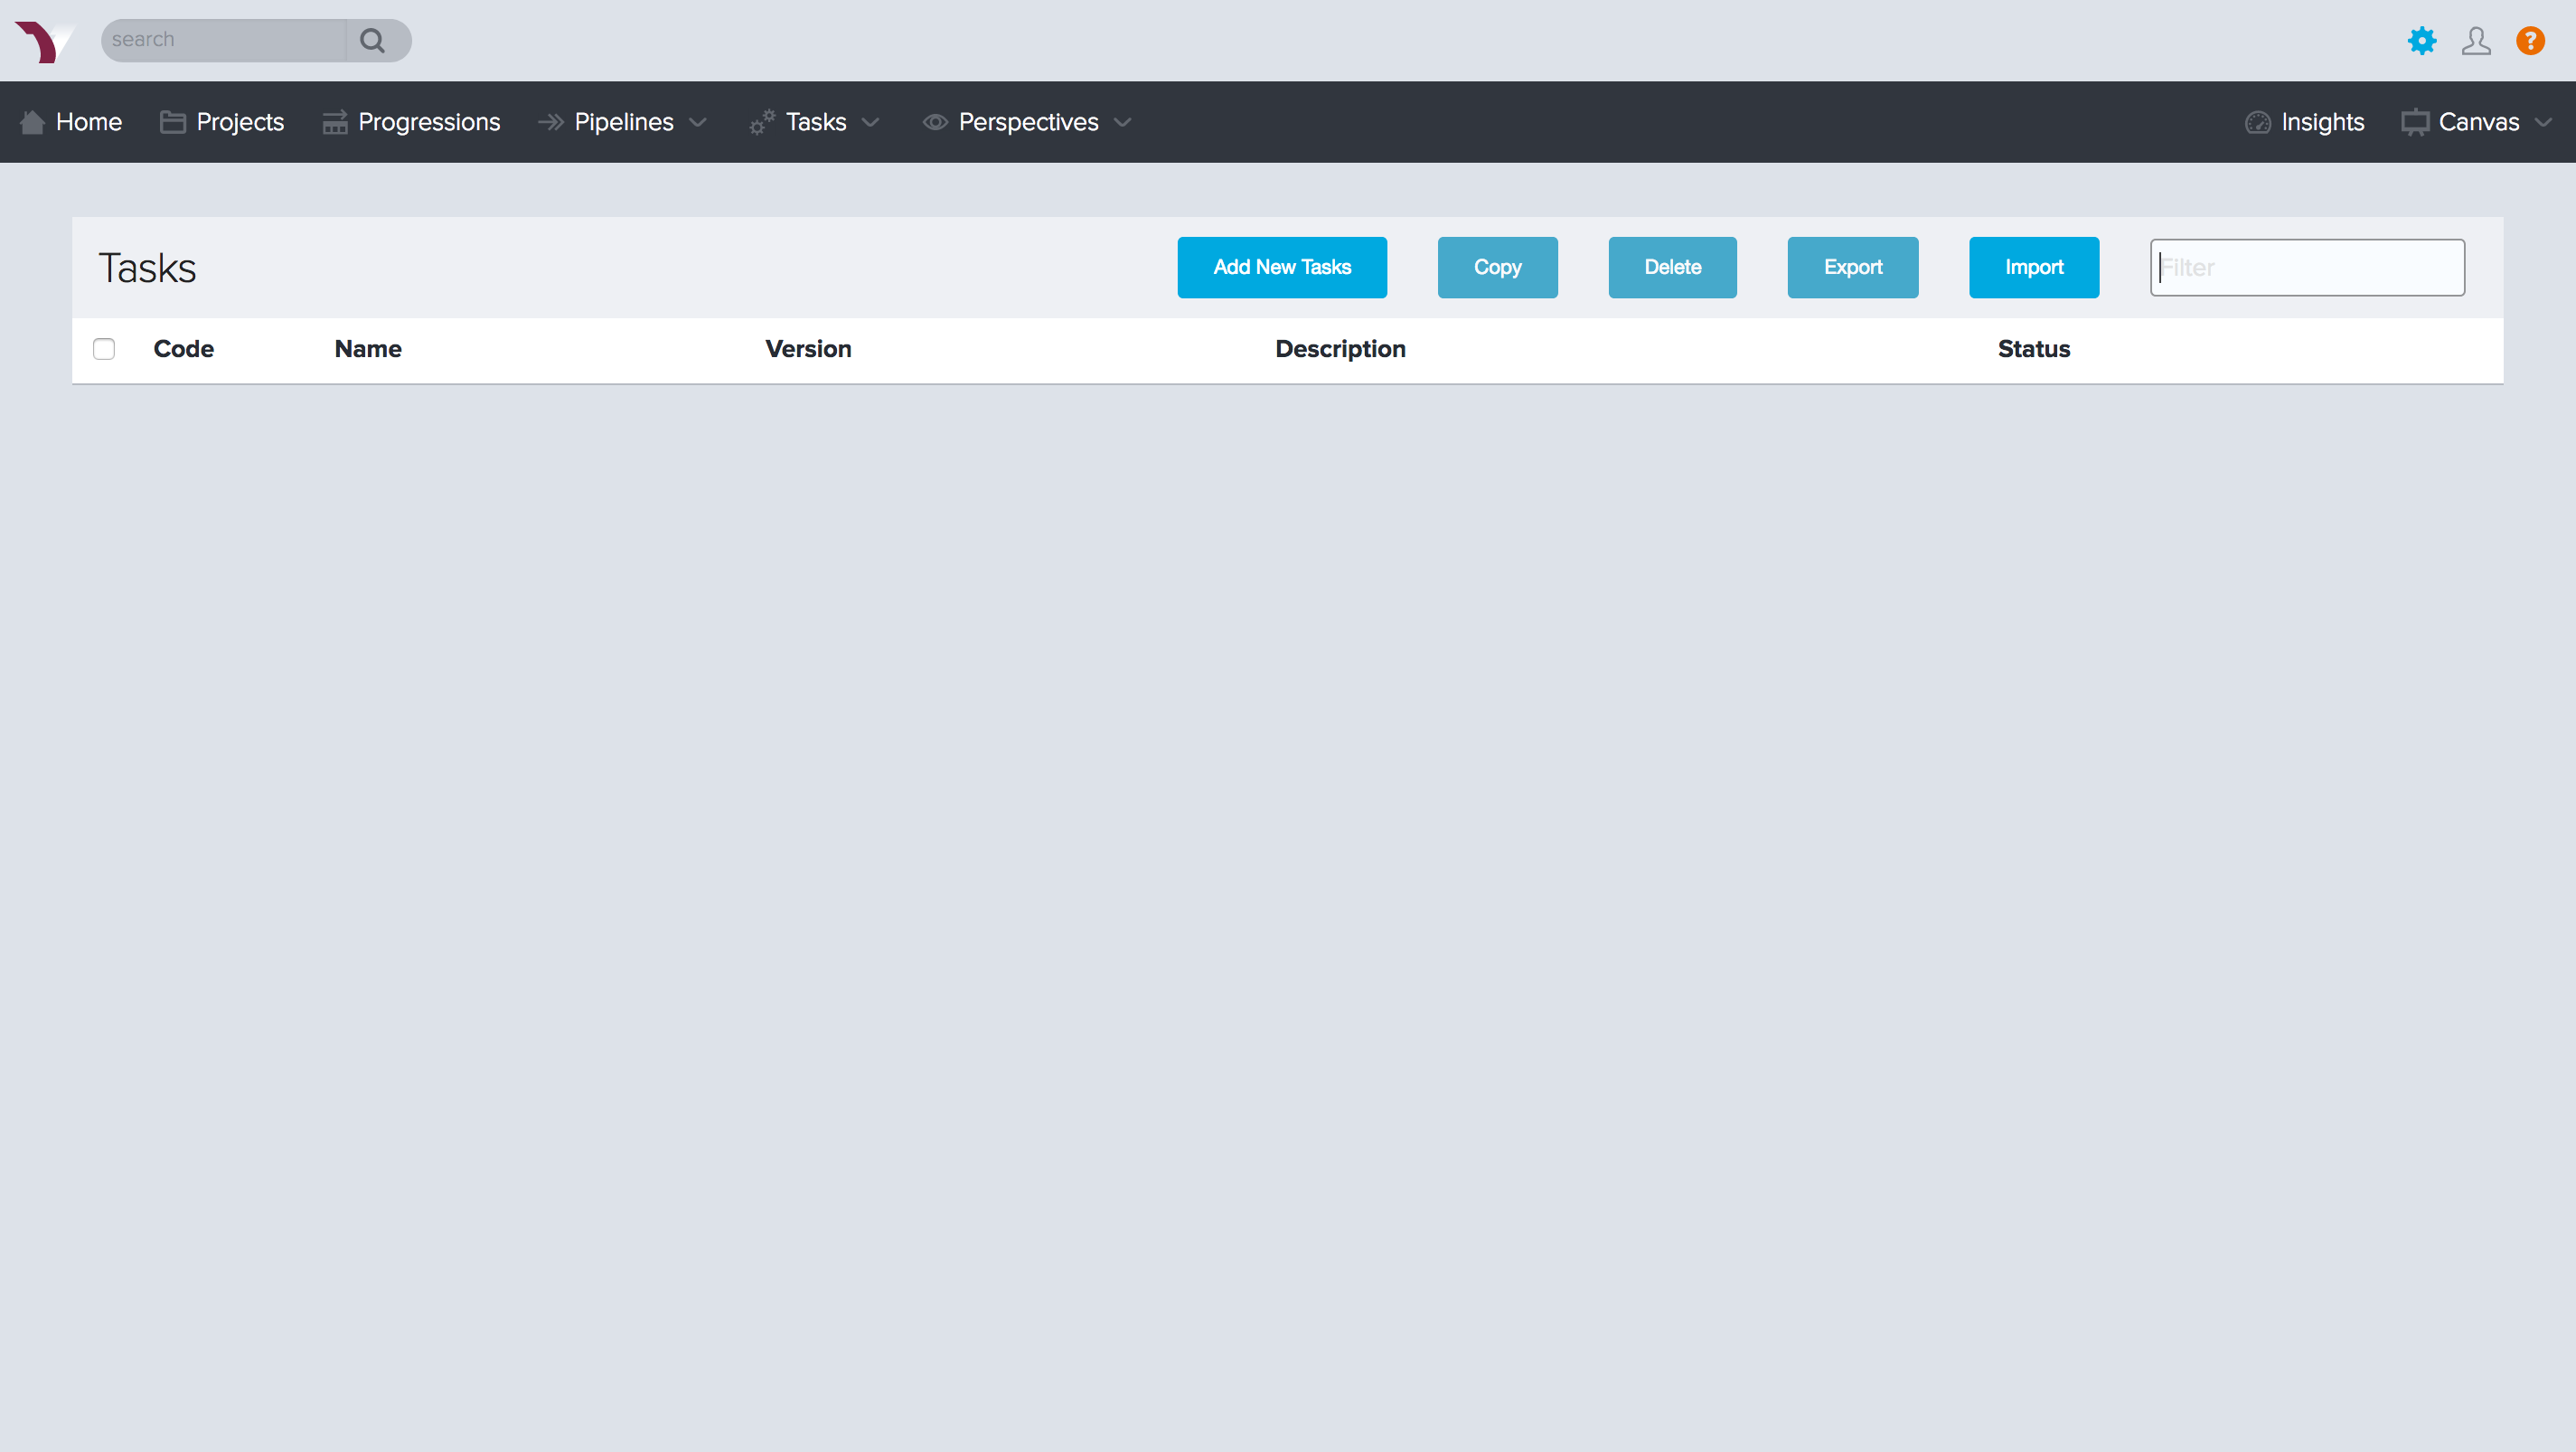 search
?
Home Projects Progressions Pipelines Tasks Perspectives Insights Canvas
Tasks Add New Tasks Copy Delete Export Import Filter
Code Name Version Description Status